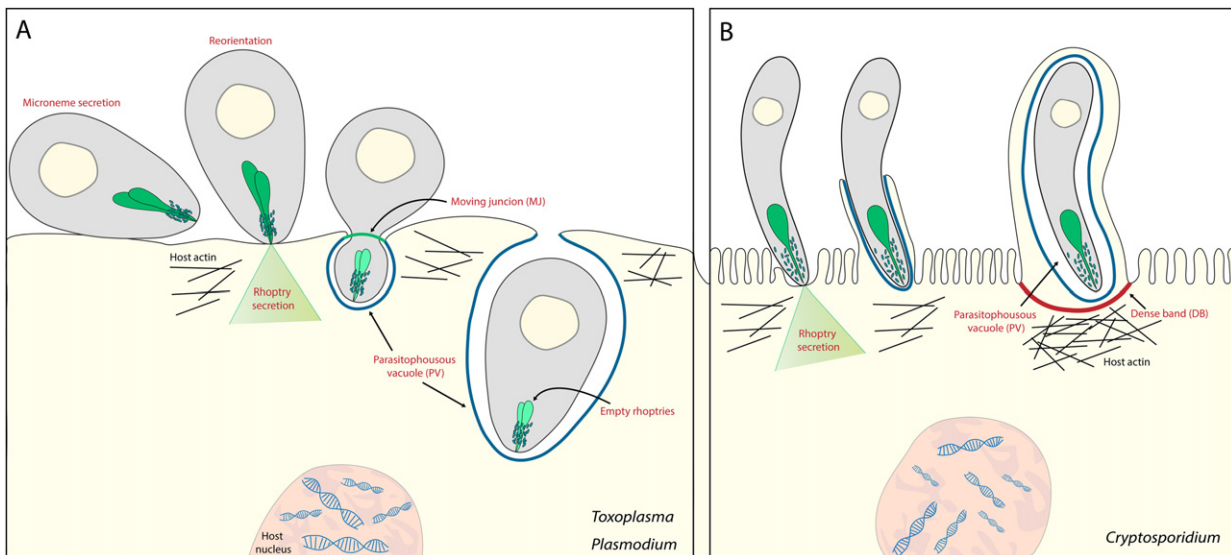 A
Reorientation
Microneme secretion
Moving juncion (MJ)
Host actin
Rhoptry
secretion
Parasitophousous
vacuole (PV)
Empty rhoptries
Host
nucleus
Toxoplasma
Plasmodium
B
Rhoptry
secretion
Parasitophousous
vacuole (PV)
Dense band (DB)
Host actin
Cryptosporidium